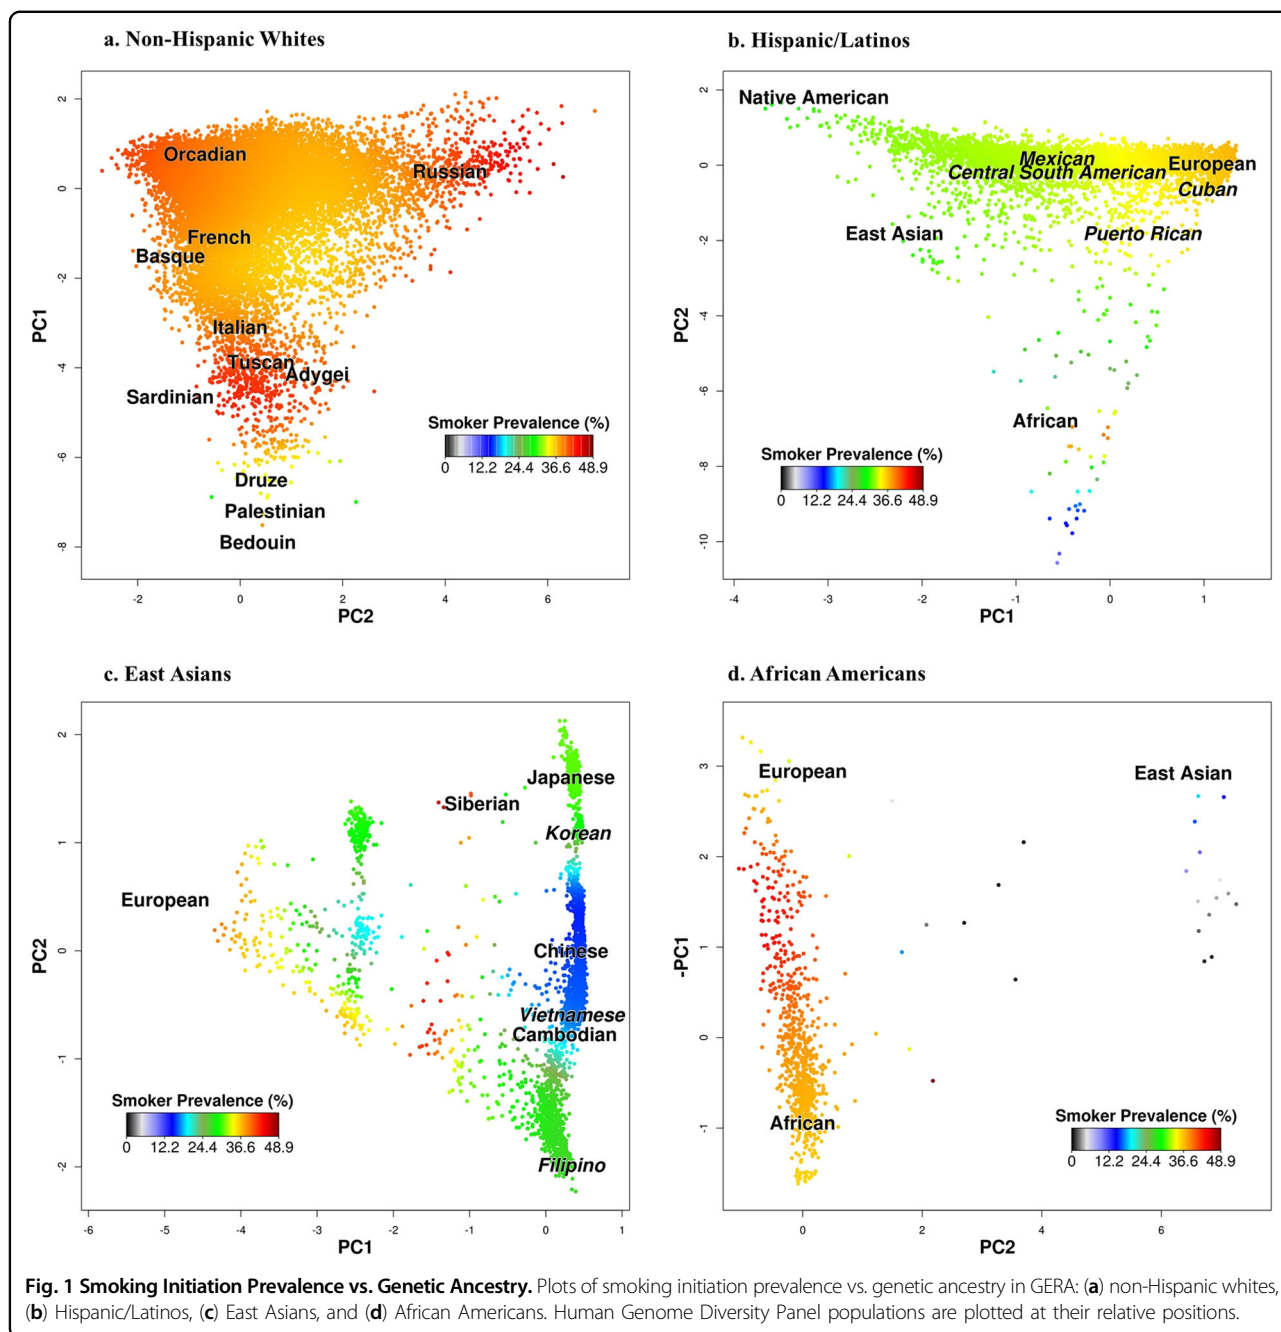 a. Non-Hispanic Whites
2
0
-2
-4
-6
-8
PC1
Orcadian
Russian
French
Basque
Italian
Tuscan
Adygei
Sardinian
Smoker Prevalence (%)
0 12.2 24.4 36.6 48.9
Druze
Palestinian
Bedouin
-2 0 2 4 6
PC2
b. Hispanic/Latinos
2
0
-2
-4
-6
-8
-10
PC2
Native American
Mexican
European
Central South American
Cuban
East Asian
Puerto Rican
African
Smoker Prevalence (%)
0 12.2 24.4 36.6 48.9
-4 -3 -2 -1 0 1
PC1
c. East Asians
2
1
0
-1
-2
PC2
Japanese
Siberian
Korean
European
Chinese
Vietnamese
Cambodian
Smoker Prevalence (%)
0 12.2 24.4 36.6 48.9
Filipino
-6 -5 -4 -3 -2 -1 0 1
PC1
d. African Americans
3
2
1
0
-1
-PC1
European
East Asian
African
Smoker Prevalence (%)
0 12.2 24.4 36.6 48.9
0 2 4 6
PC2
Fig. 1 Smoking Initiation Prevalence vs. Genetic Ancestry. Plots of smoking initiation prevalence vs. genetic ancestry in GERA: (a) non-Hispanic whites,
(b) Hispanic/Latinos, (c) East Asians, and (d) African Americans. Human Genome Diversity Panel populations are plotted at their relative positions.